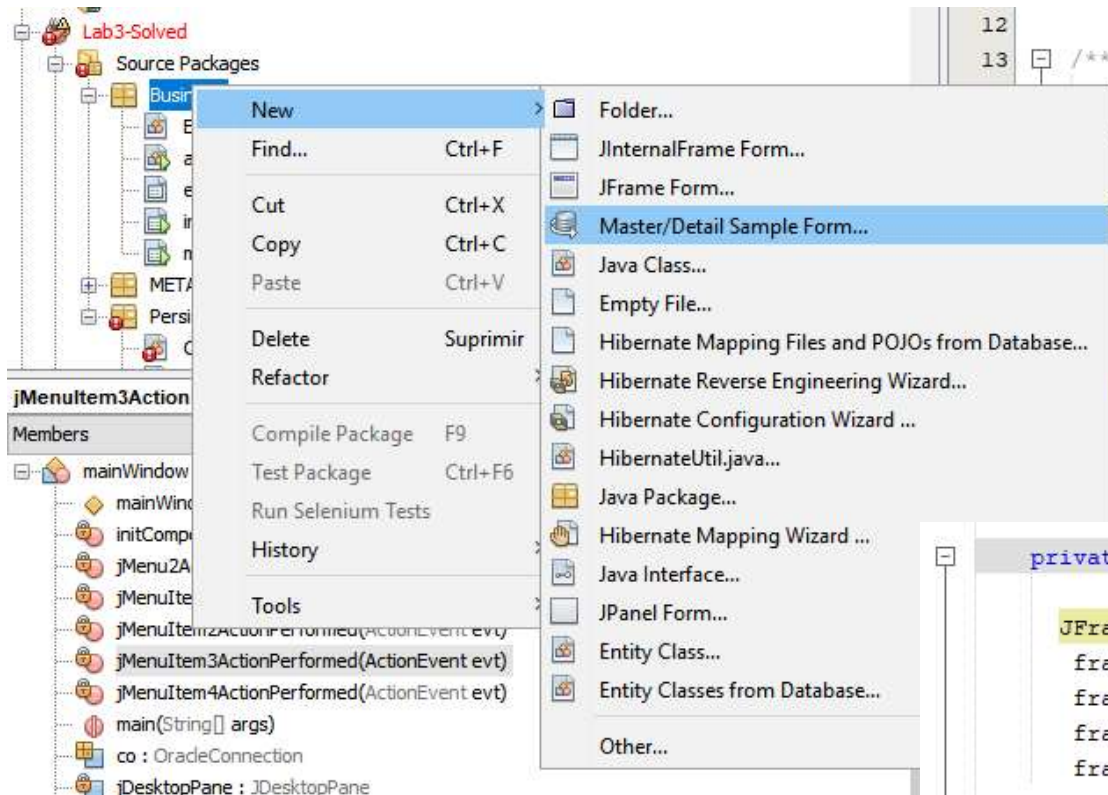 Lab3-Solved
Source Packages
Busin
META
Persi
New
Find... Ctrl+F
Cut Ctrl+X
Copy Ctrl+C
Paste Ctrl+V
Delete Suprimir
Refactor
Compile Package F9
Test Package Ctrl+F6
Run Selenium Tests
History
Tools
Folder...
JInternalFrame Form...
JFrame Form...
Master/Detail Sample Form...
Java Class...
Empty File...
Hibernate Mapping Files and POJOs from Database...
Hibernate Reverse Engineering Wizard...
Hibernate Configuration Wizard ...
HibernateUtil.java...
Java Package...
Hibernate Mapping Wizard ...
Java Interface...
JPanel Form...
Entity Class...
Entity Classes from Database...
Other...
12
13 /**
jMenuItem3Action
Members
mainWindow
mainWind
initCompo
jMenu2A
jMenuIte
jMenuItem2ActionPerformed(ActionEvent evt)
jMenuItem3ActionPerformed(ActionEvent evt)
jMenuItem4ActionPerformed(ActionEvent evt)
main(String[] args)
co : OracleConnection
jDesktopPane : JDesktopPane
privat
JFra
fra
fra
fra
fra